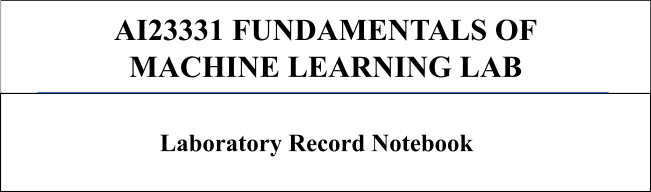 AI23331 FUNDAMENTALS OF
MACHINE LEARNING LAB
Laboratory Record Notebook